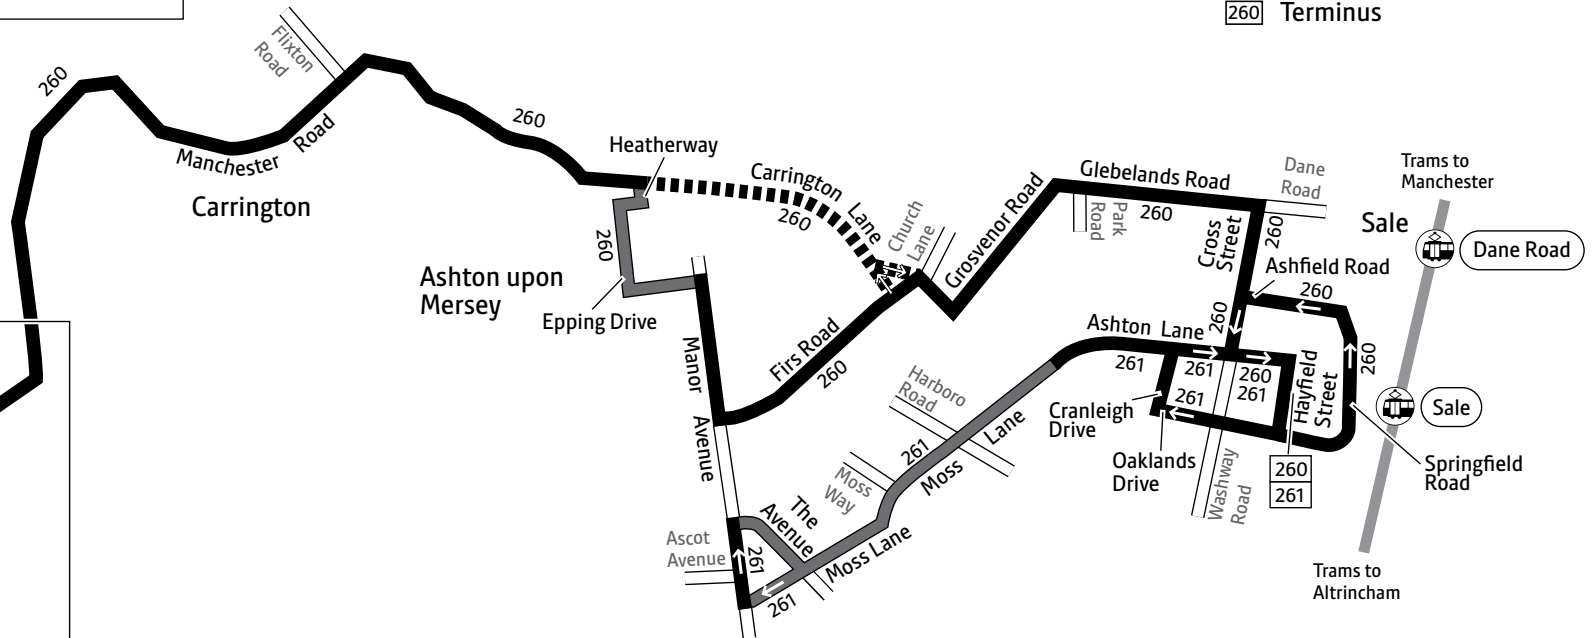 260 Terminus
Flixton
Road
260
Manchester Road
Carrington
260
Heatherway
Carrington Lane
260
Church
Lane
Grosvenor Road
Glebelands Road
260
Park
Road
Dane
Road
Trams to
Manchester
Sale
Dane Road
Cross
Street
260
Ashfield Road
260
260
Ashton upon
Mersey
260
Epping Drive
Manor Avenue
Firs Road
260
Ashton Lane
261
261
260
261
Hayfield
Street
260
Sale
Harboro
Road
Cranleigh
Drive
261
Oaklands
Drive
Washway
Road
260
261
Springfield
Road
261
Moss Lane
Moss
Way
The
Avenue
Moss Lane
Ascot
Avenue
261
261
Trams to
Altrincham